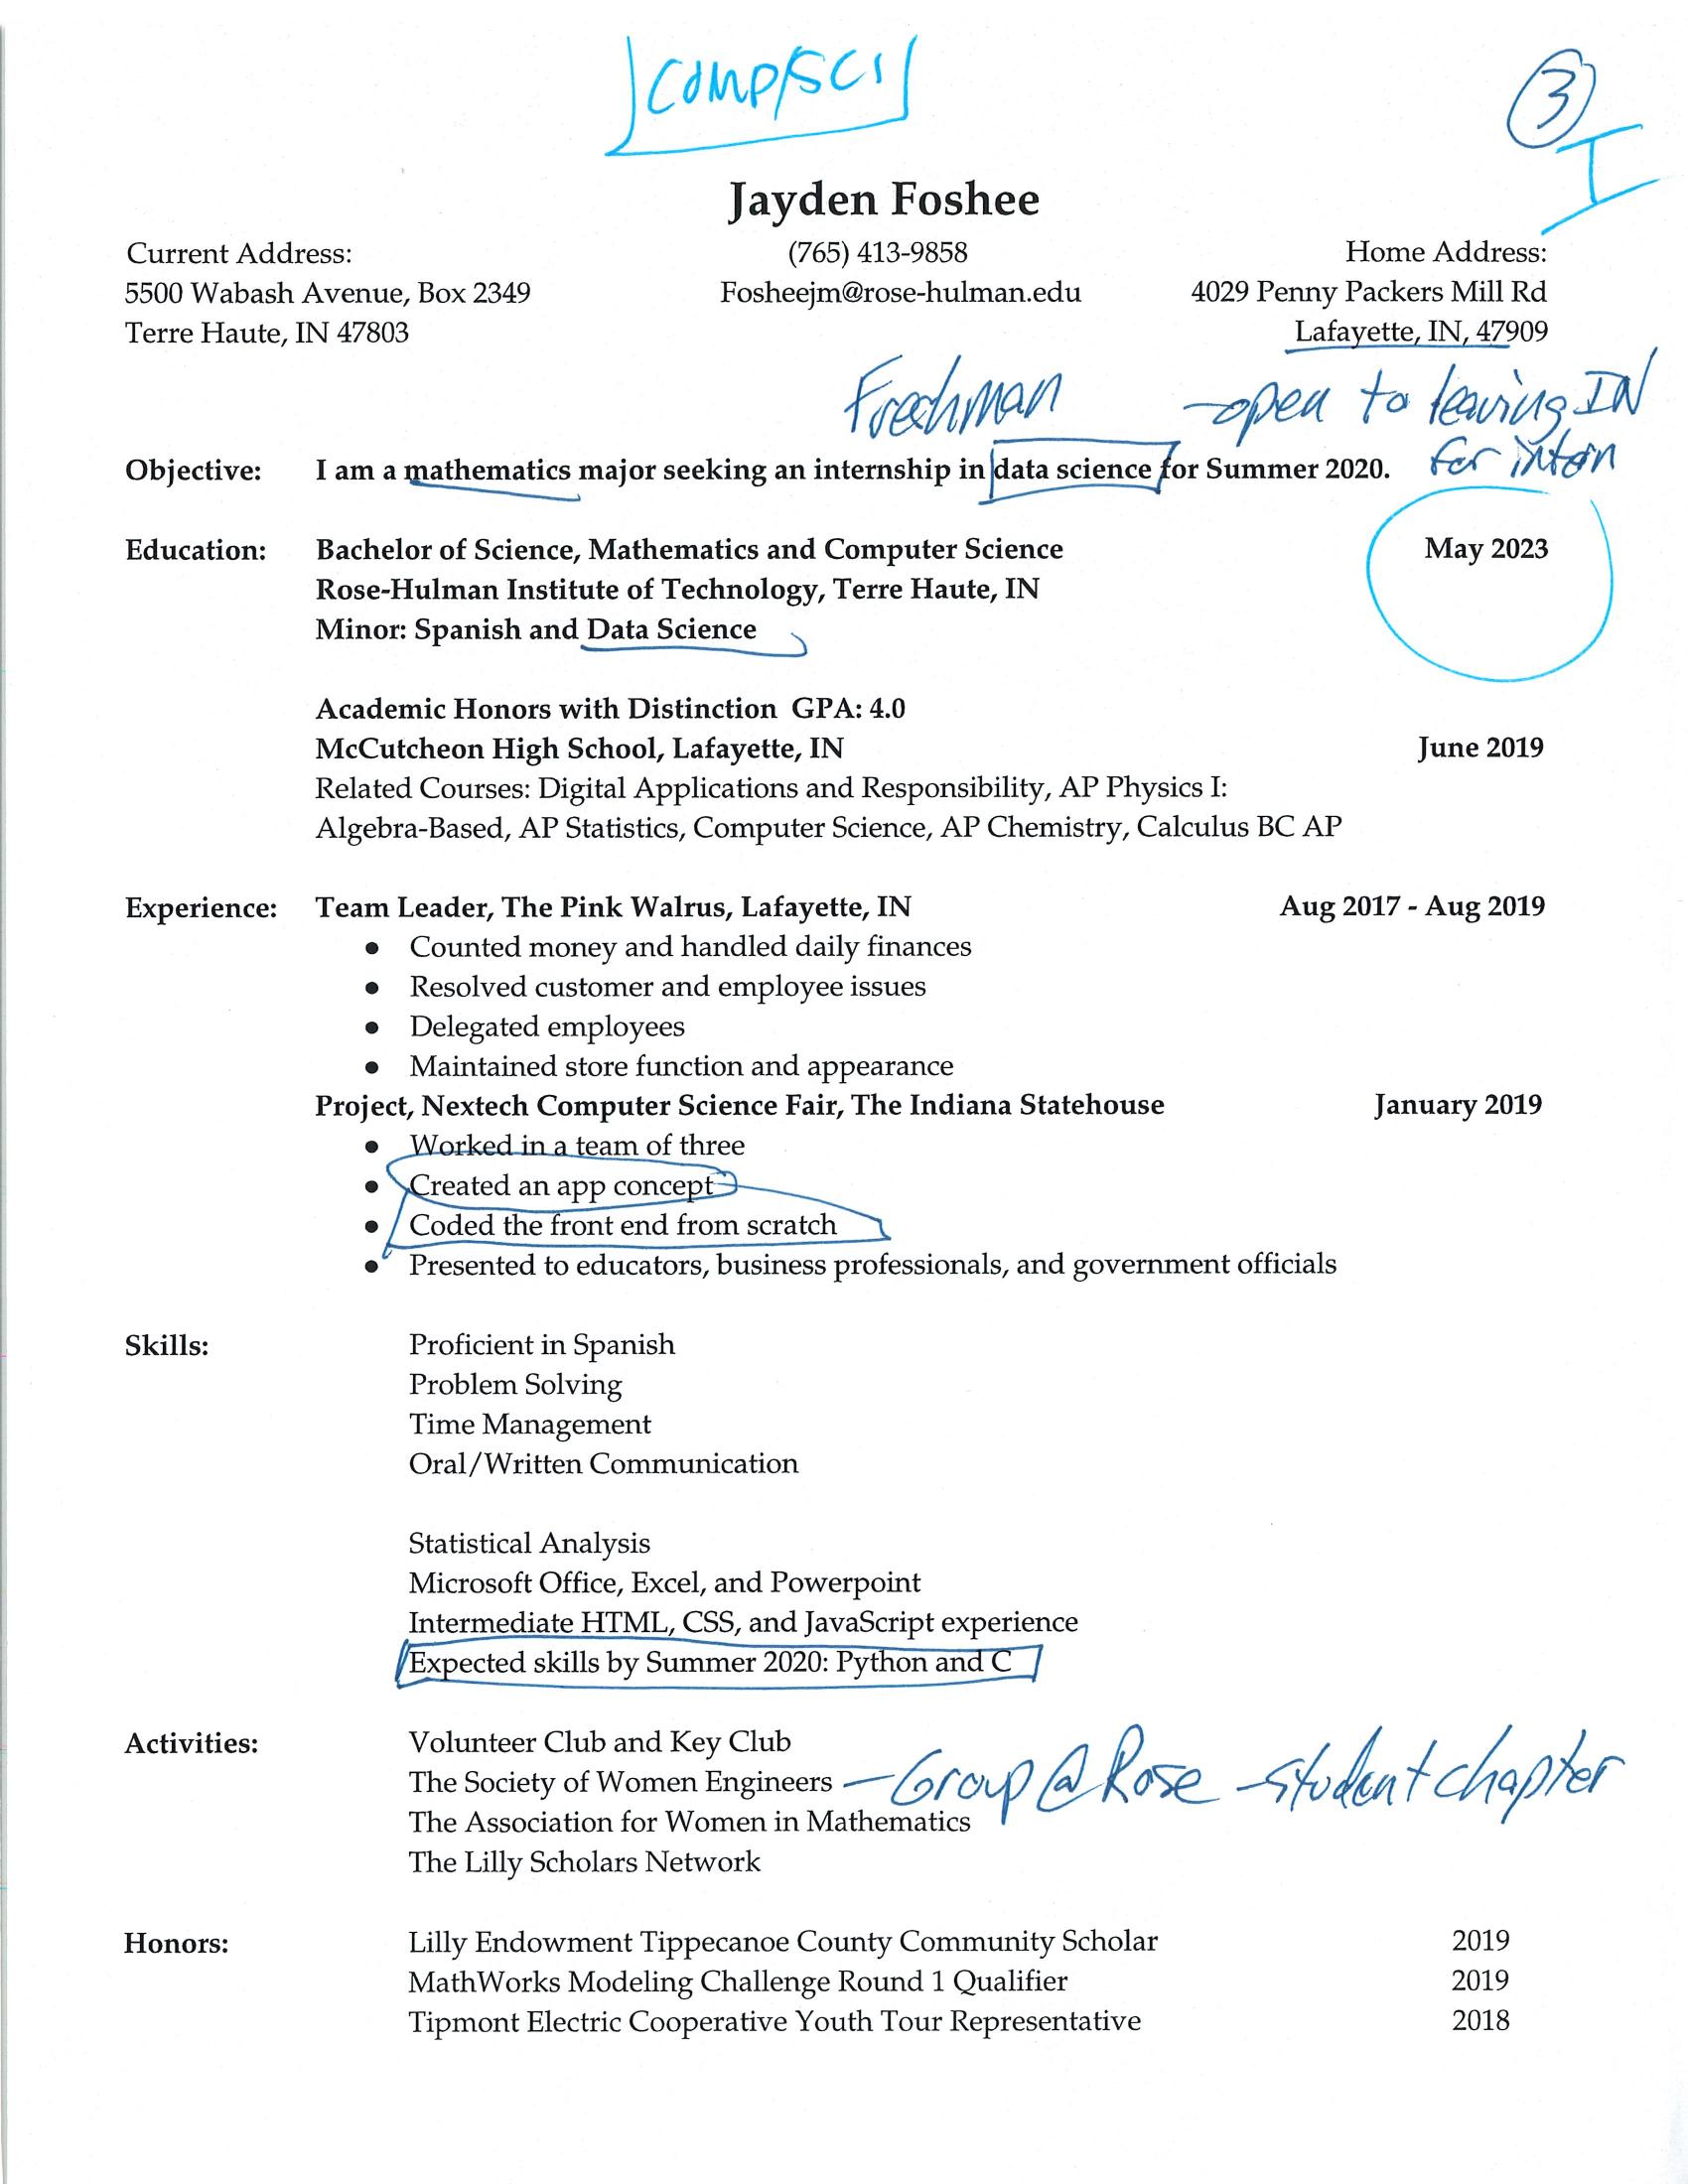 COMP/SCI
3
I
Jayden Foshee
Current Address: (765) 413-9858 Home Address:
5500 Wabash Avenue, Box 2349 Fosheejm@rose-hulman.edu 4029 Penny Packers Mill Rd
Terre Haute, IN 47803 Lafayette, IN, 47909
Freshman -open to leaving IN
for intern
Objective: I am a mathematics major seeking an internship in data science for Summer 2020.
Education: Bachelor of Science, Mathematics and Computer Science May 2023
Rose-Hulman Institute of Technology, Terre Haute, IN
Minor: Spanish and Data Science
Academic Honors with Distinction GPA: 4.0
McCutcheon High School, Lafayette, IN June 2019
Related Courses: Digital Applications and Responsibility, AP Physics I:
Algebra-Based, AP Statistics, Computer Science, AP Chemistry, Calculus BC AP
Experience: Team Leader, The Pink Walrus, Lafayette, IN Aug 2017 - Aug 2019
• Counted money and handled daily finances
• Resolved customer and employee issues
• Delegated employees
• Maintained store function and appearance
Project, Nextech Computer Science Fair, The Indiana Statehouse January 2019
• Worked in a team of three
• Created an app concept
• Coded the front end from scratch
• Presented to educators, business professionals, and government officials
Skills: Proficient in Spanish
Problem Solving
Time Management
Oral/Written Communication
Statistical Analysis
Microsoft Office, Excel, and Powerpoint
Intermediate HTML, CSS, and JavaScript experience
Expected skills by Summer 2020: Python and C
Activities: Volunteer Club and Key Club
The Society of Women Engineers — Group @ Rose - student chapter
The Association for Women in Mathematics
The Lilly Scholars Network
Honors: Lilly Endowment Tippecanoe County Community Scholar 2019
MathWorks Modeling Challenge Round 1 Qualifier 2019
Tipmont Electric Cooperative Youth Tour Representative 2018